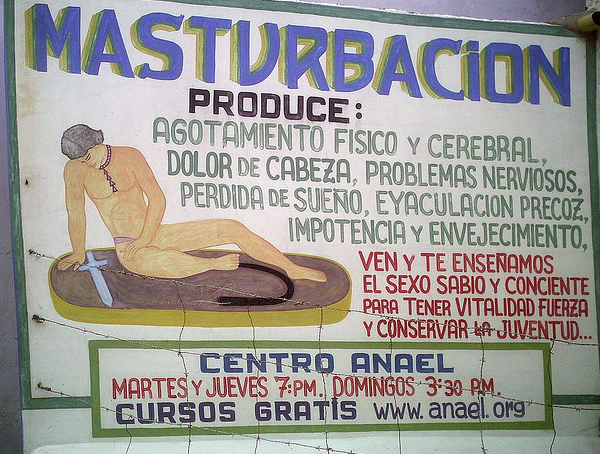 MASTURBACION
PRODUCE:
AGOTAMIENTO FISICO Y CEREBRAL,
DOLOR DE CABEZA, PROBLEMAS NERVIOSOS,
PERDIDA DE SUEÑO, EYACULACION PRECOZ,
IMPOTENCIA Y ENVEJECIMIENTO,
VEN Y TE ENSEÑAMOS
EL SEXO SABIO Y CONCIENTE
PARA TENER VITALIDAD FUERZA
Y CONSERVAR LA JUVENTUD...
CENTRO ANAEL
MARTES Y JUEVES 7:PM. DOMINGOS 3:30 PM.
CURSOS GRATIS www.anael.org